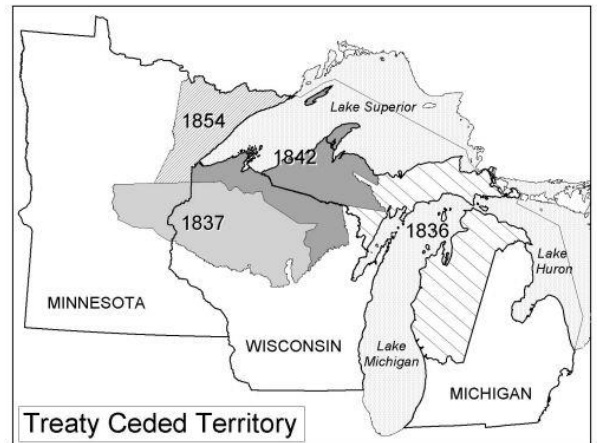 Lake Superior
1854
1842
1837
1836
Lake
Huron
MINNESOTA
WISCONSIN
Lake
Michigan
MICHIGAN
Treaty Ceded Territory